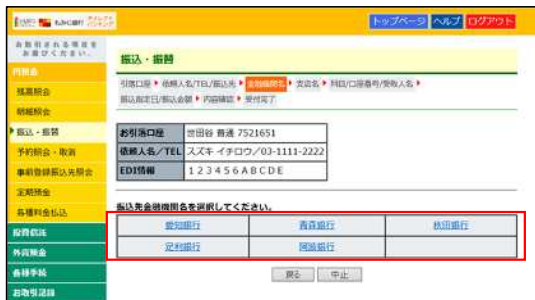 トップページ ヘルプ ログアウト
お取引される項目を
お選びください。
円預金
残高照会
明細照会
振込・振替
予約照会・取消
事前登録振込先照会
定期預金
各種料金払込
投資信託
外貨預金
各種手続
お取引記録
振込・振替
引落口座 依頼人名/TEL/振込先 金融機関名 支店名 科目/口座番号/受取人名
振込指定日/振込金額 内容確認 受付完了
お引落口座 世田谷 普通 7521651
依頼人名/TEL スズキ イチロウ/03-1111-2222
EDI情報 123456ABCDE
振込先金融機関名を選択してください。
愛知銀行 青森銀行 秋田銀行
足利銀行 阿波銀行
戻る 中止